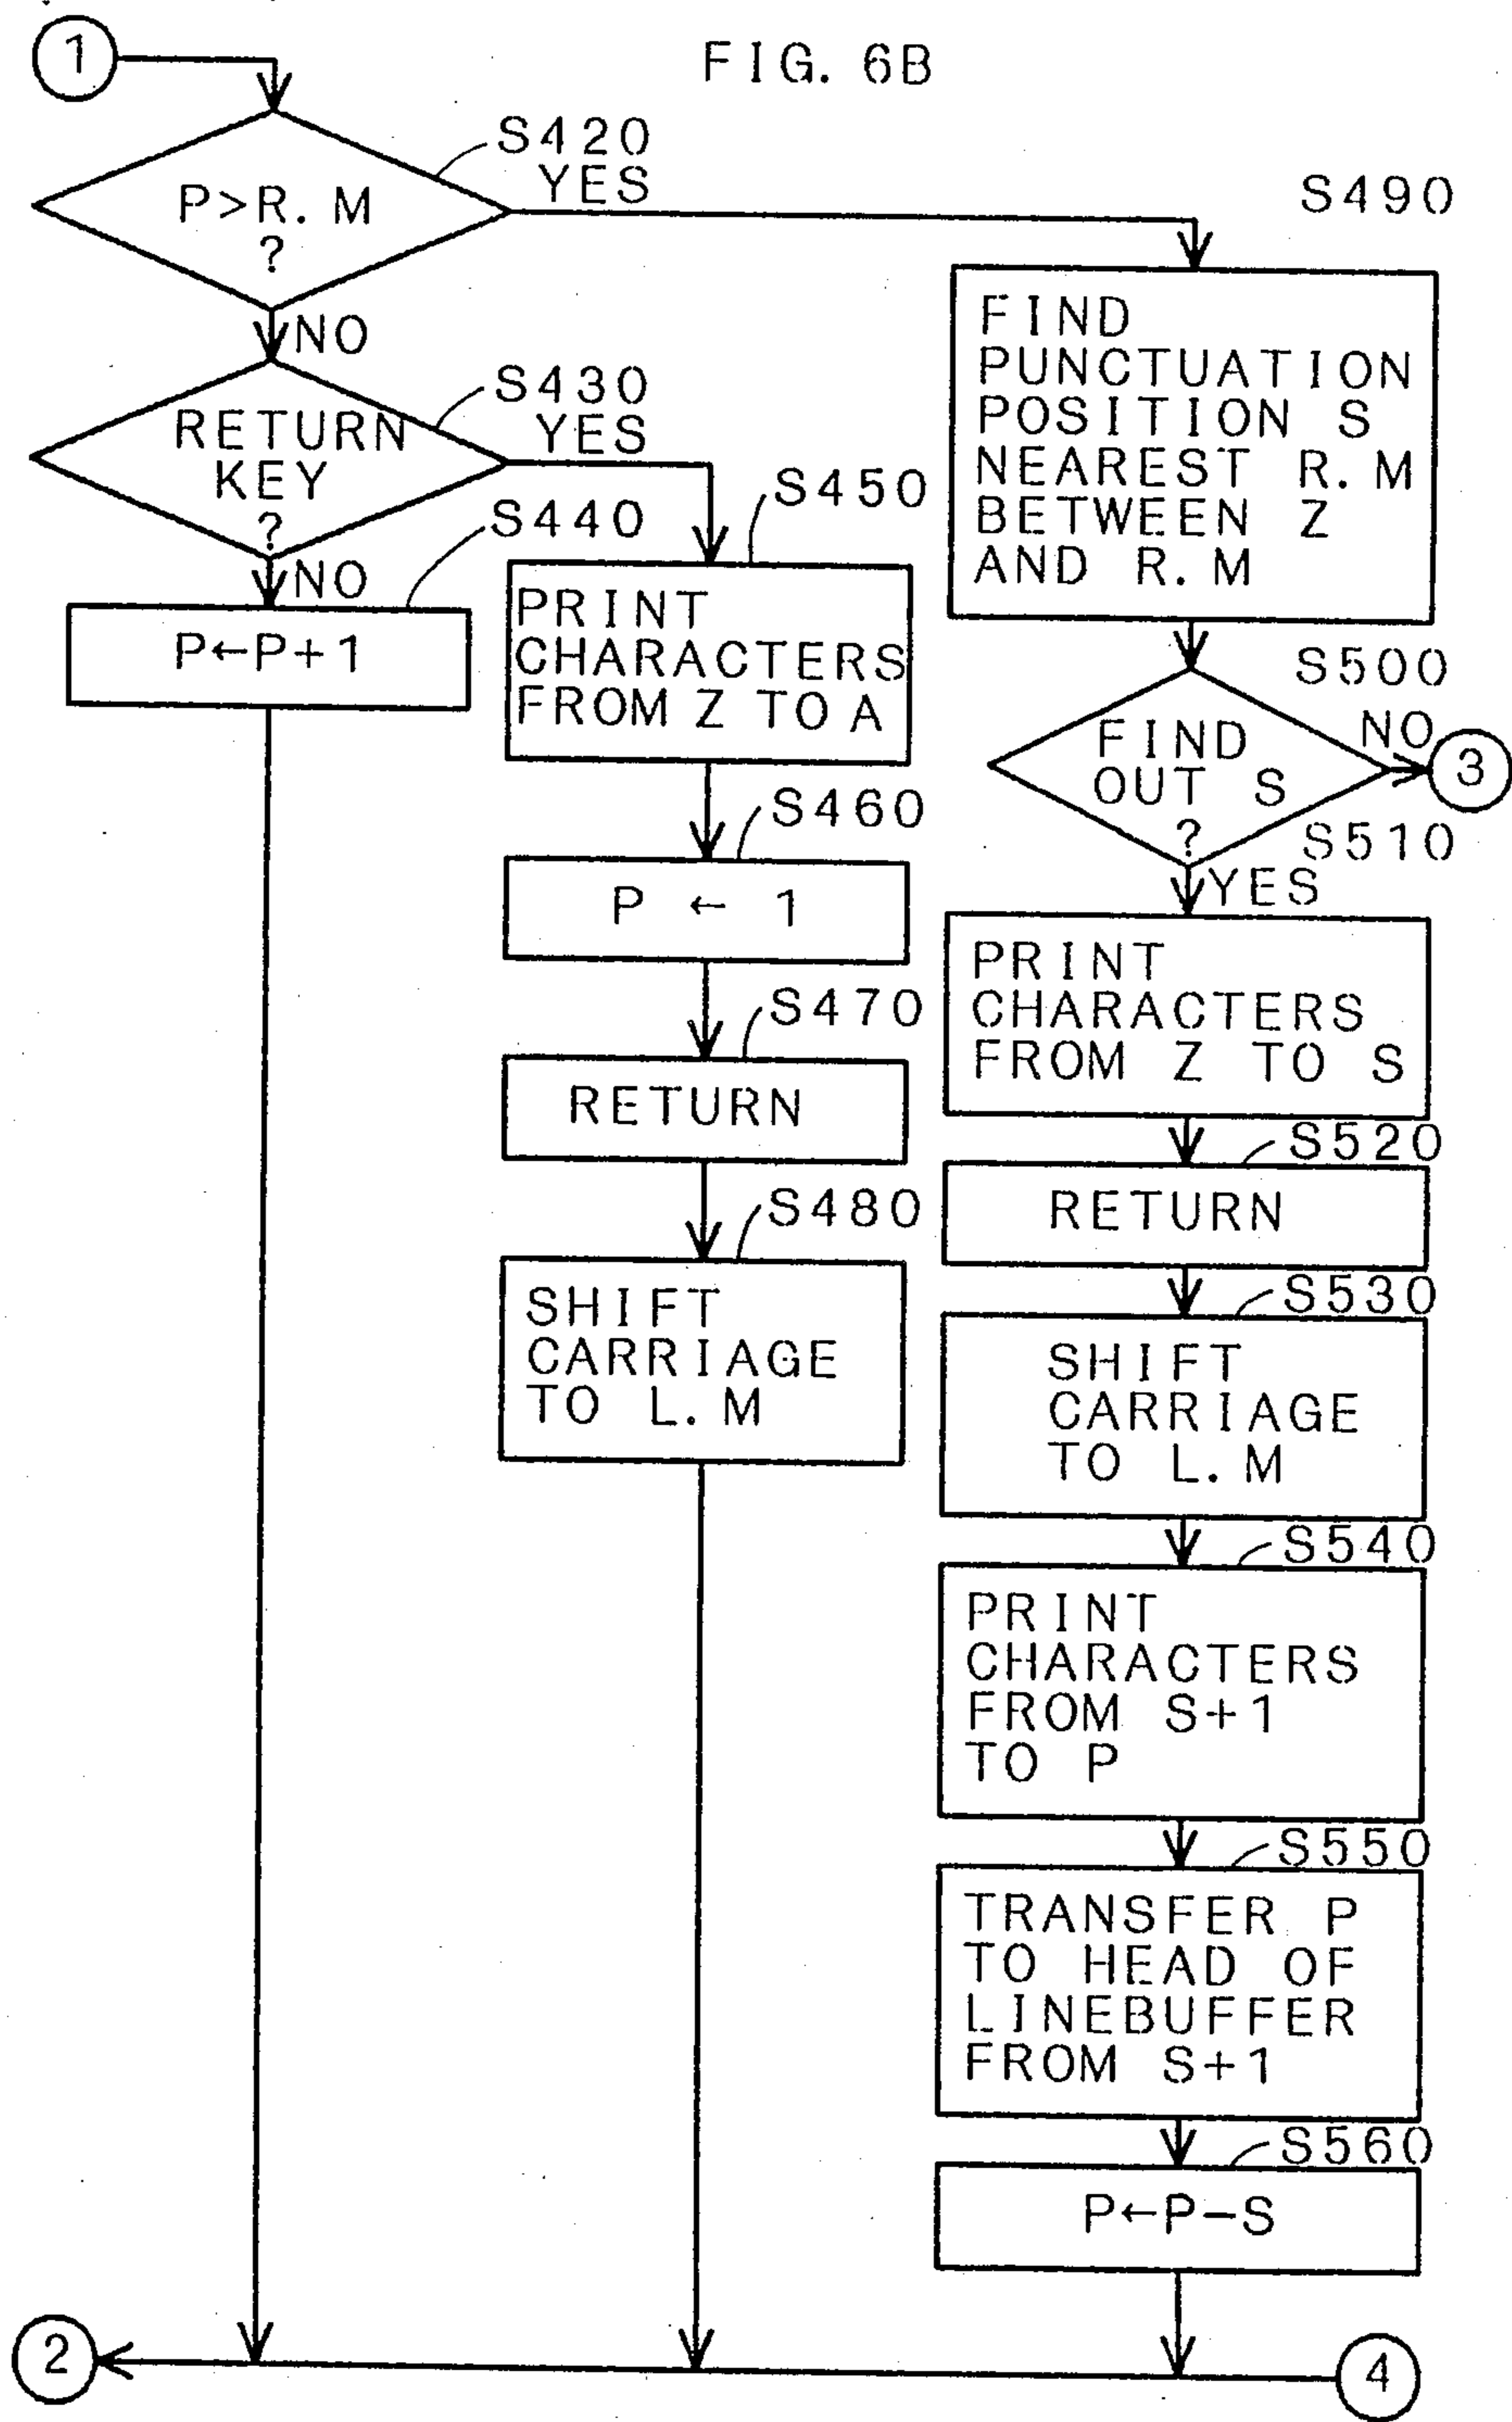 FIG. 6B
1
S420
YES
P>R.M
?
NO
S430
YES
RETURN
KEY
?
S440
NO
P←P+1
S450
PRINT
CHARACTERS
FROM Z TO A
S460
P ← 1
S470
RETURN
S480
SHIFT
CARRIAGE
TO L.M
S490
FIND
PUNCTUATION
POSITION S
NEAREST R.M
BETWEEN Z
AND R.M
S500
FIND
OUT S
?
NO
3
S510
YES
PRINT
CHARACTERS
FROM Z TO S
S520
RETURN
S530
SHIFT
CARRIAGE
TO L.M
S540
PRINT
CHARACTERS
FROM S+1
TO P
S550
TRANSFER P
TO HEAD OF
LINEBUFFER
FROM S+1
S560
P←P-S
2
4